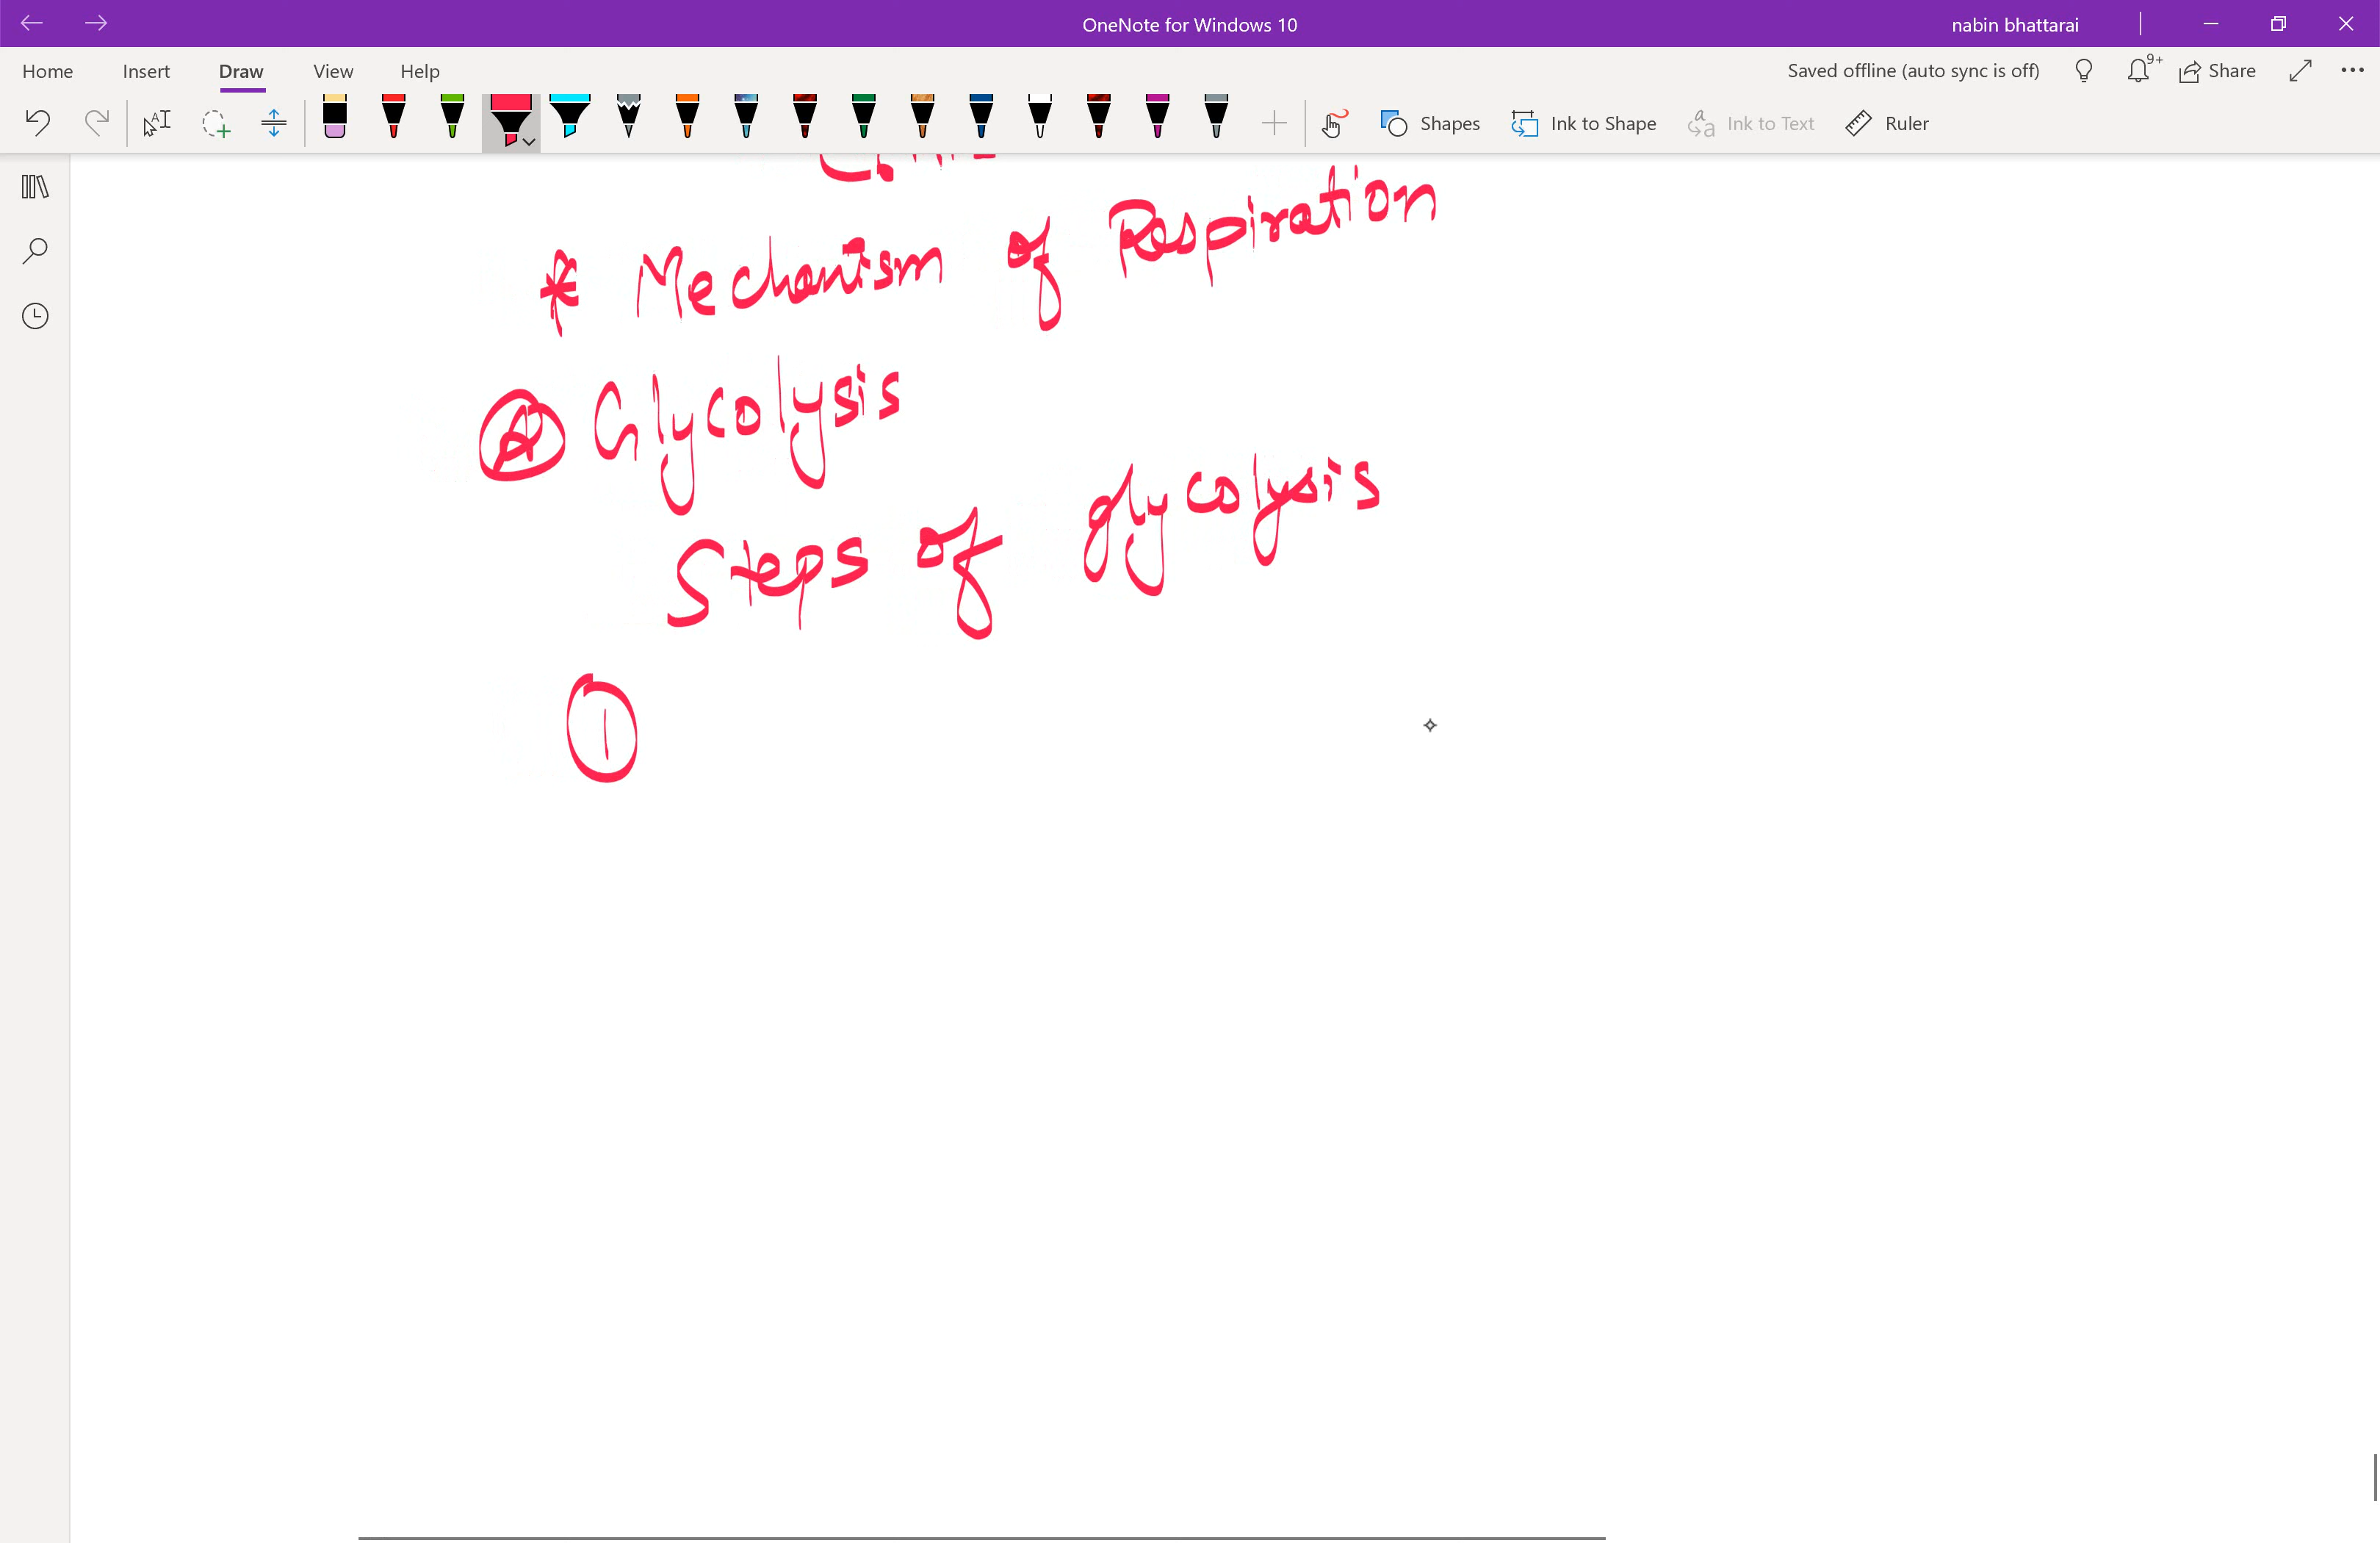 OneNote for Windows 10
nabin bhattarai
Home Insert Draw View Help
Saved offline (auto sync is off)
9+
Share
Shapes
Ink to Shape
Ink to Text
Ruler
* Mechanism of Respiration
A Glycolysis
Steps of glycolysis
1